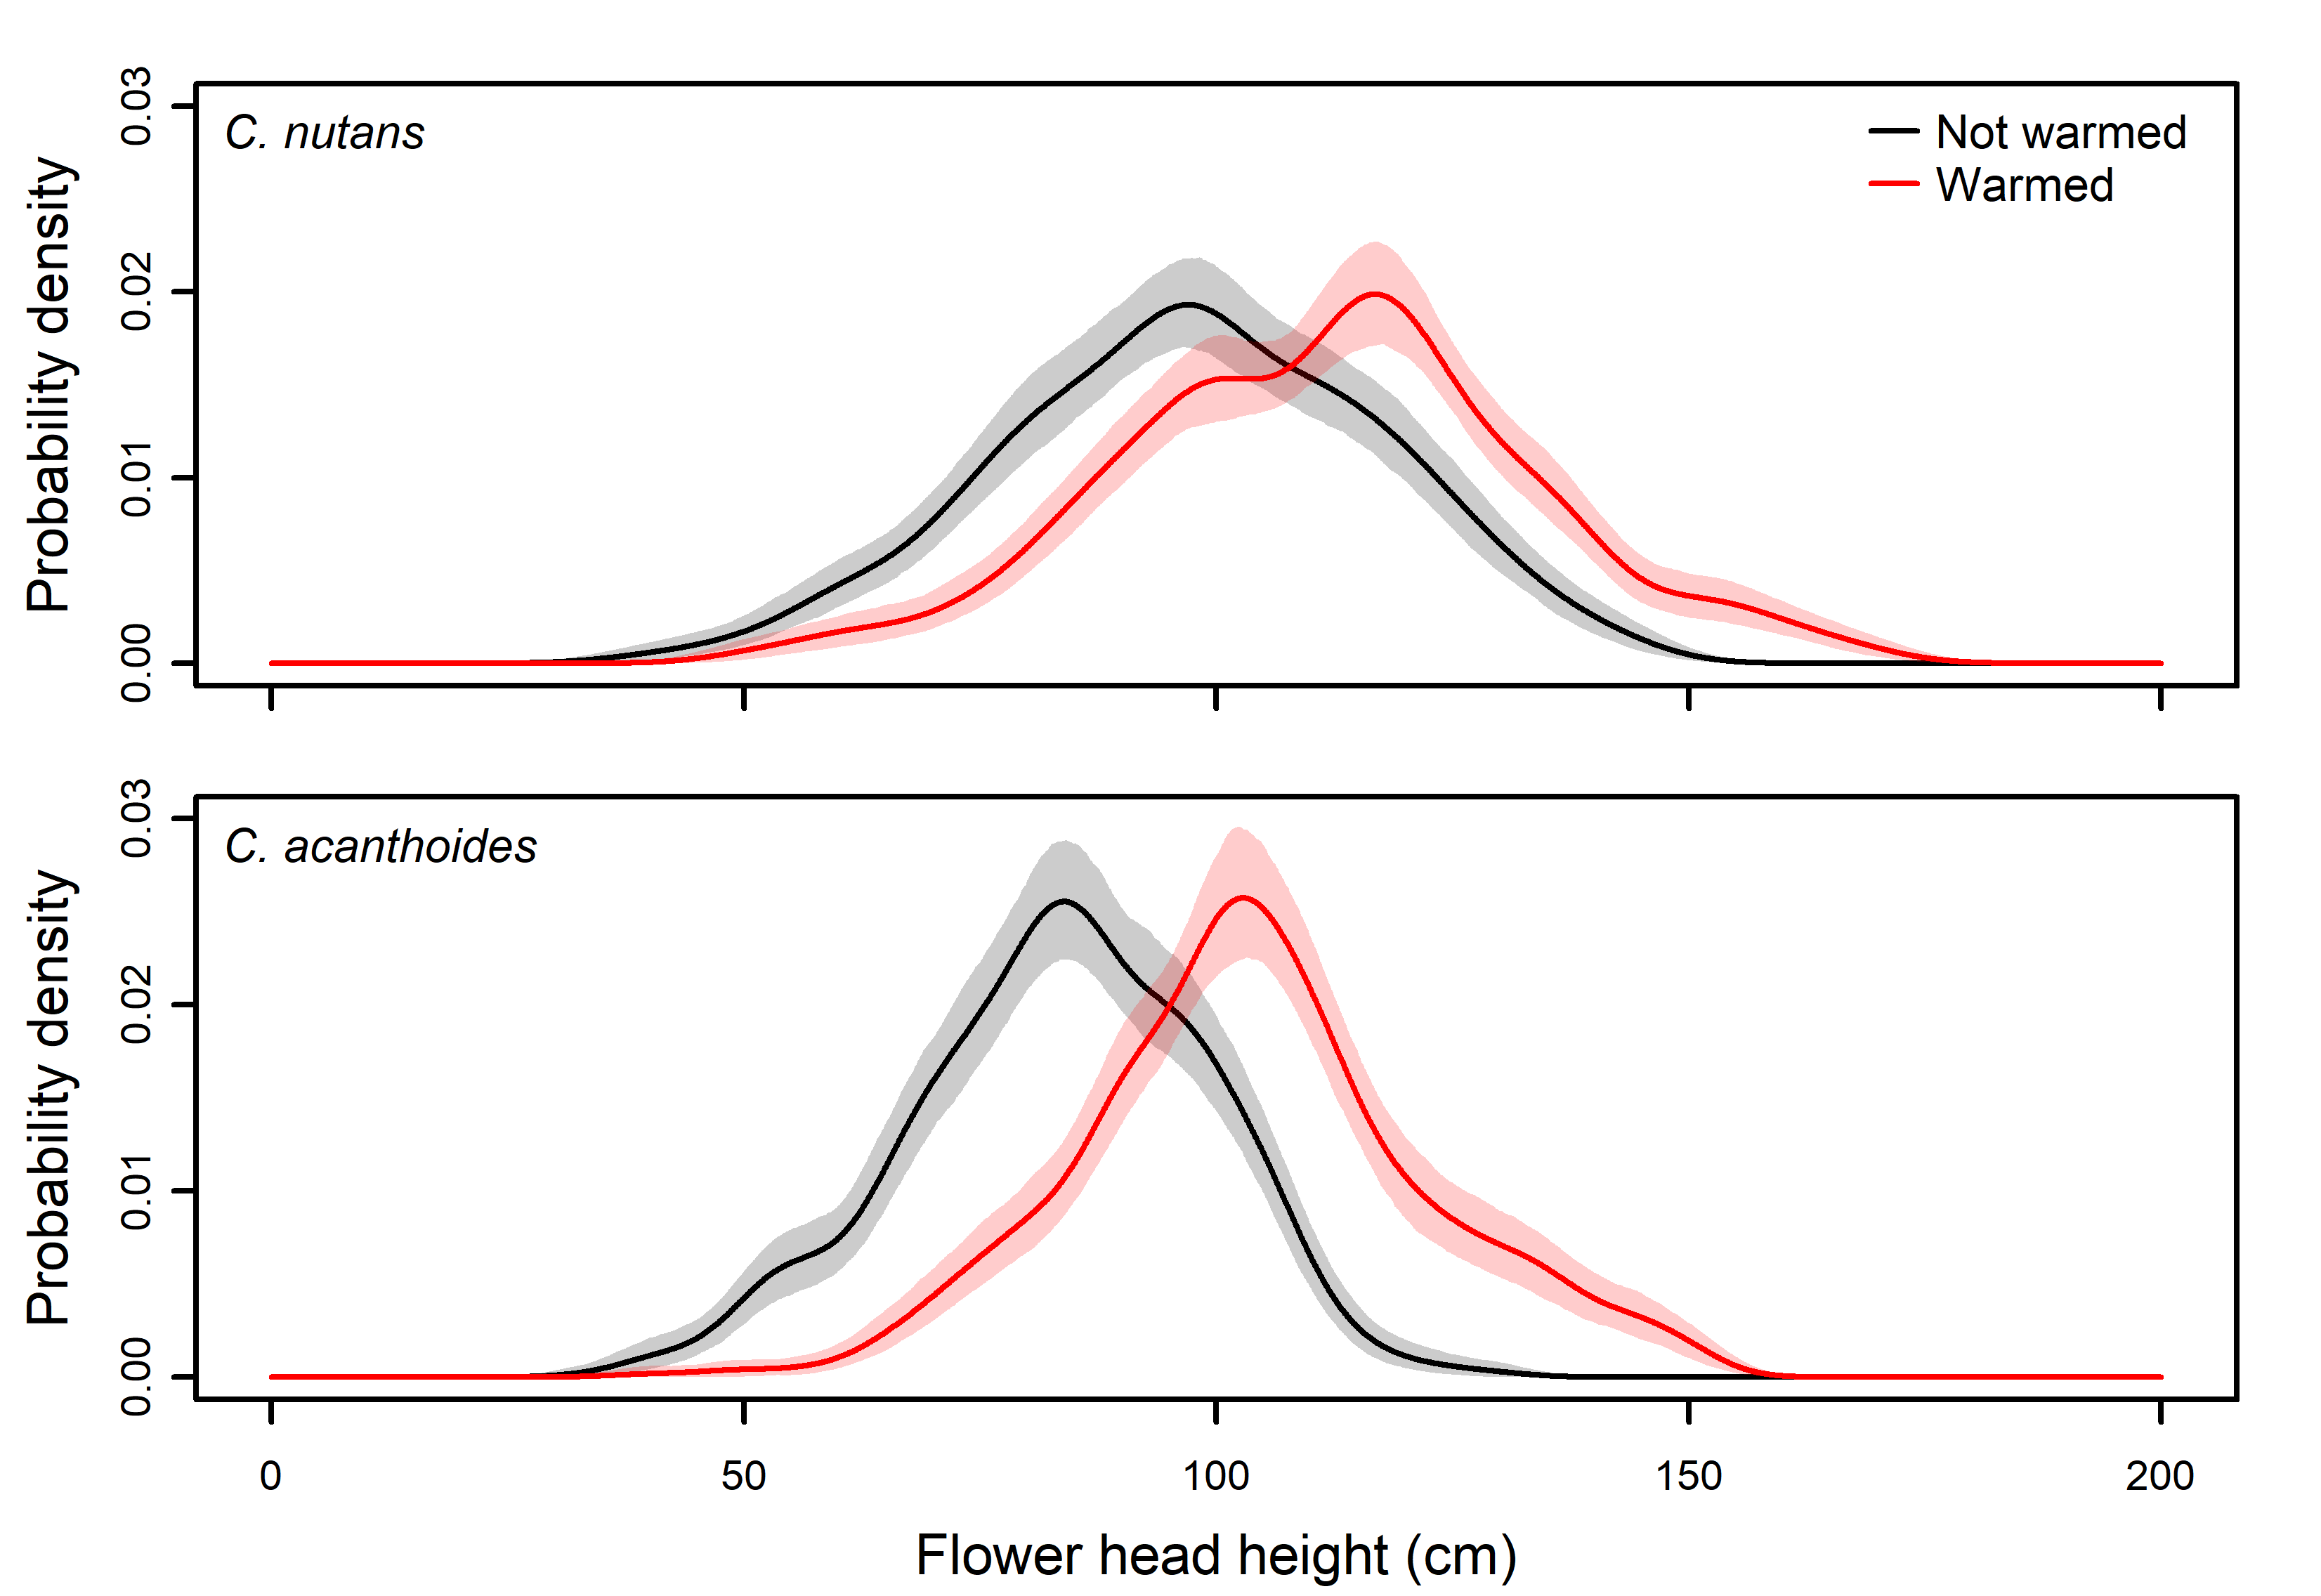 C. nutans
Not warmed
Warmed
Probability density
0.03
0.02
0.01
0.00
C. acanthoides
Probability density
0.03
0.02
0.01
0.00
0 50 100 150 200
Flower head height (cm)